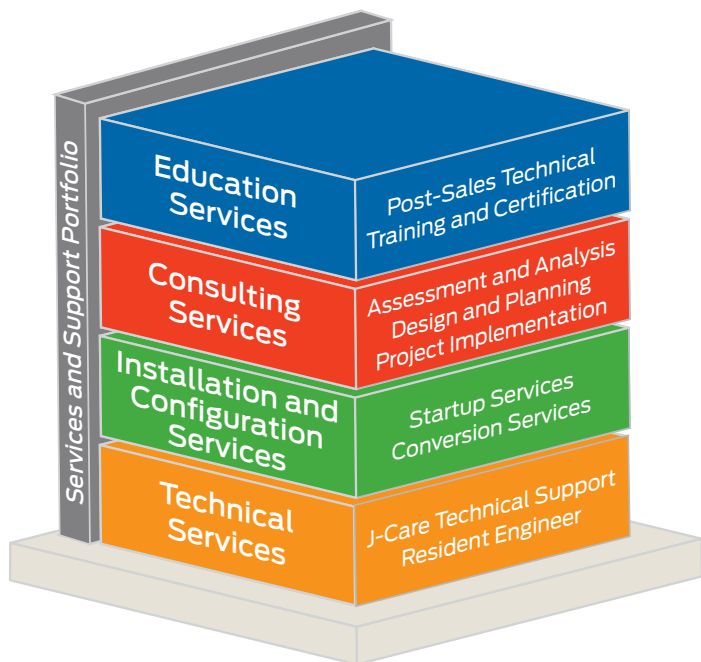 Services and Support Portfolio
Education
Services
Post-Sales Technical
Training and Certification
Consulting
Services
Assessment and Analysis
Design and Planning
Project Implementation
Installation and
Configuration
Services
Startup Services
Conversion Services
Technical
Services
J-Care Technical Support
Resident Engineer